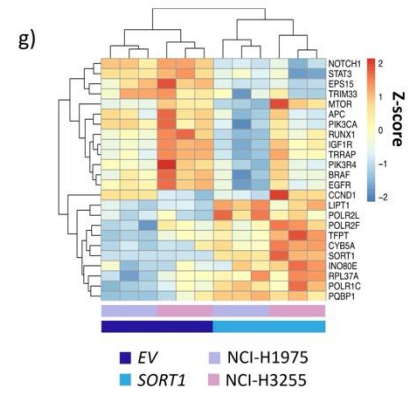 g)
NOTCH1
STAT3
EPS15
TRIM33
MTOR
APC
PIK3CA
RUNX1
IGF1R
TRRAP
PIK3R4
BRAF
EGFR
CCND1
LIPT1
POLR2L
POLR2F
TFPT
CYB5A
SORT1
INO80E
RPL37A
POLR1C
PQBP1
2
1
0
−1
−2
Z-score
EV NCI-H1975
SORT1 NCI-H3255